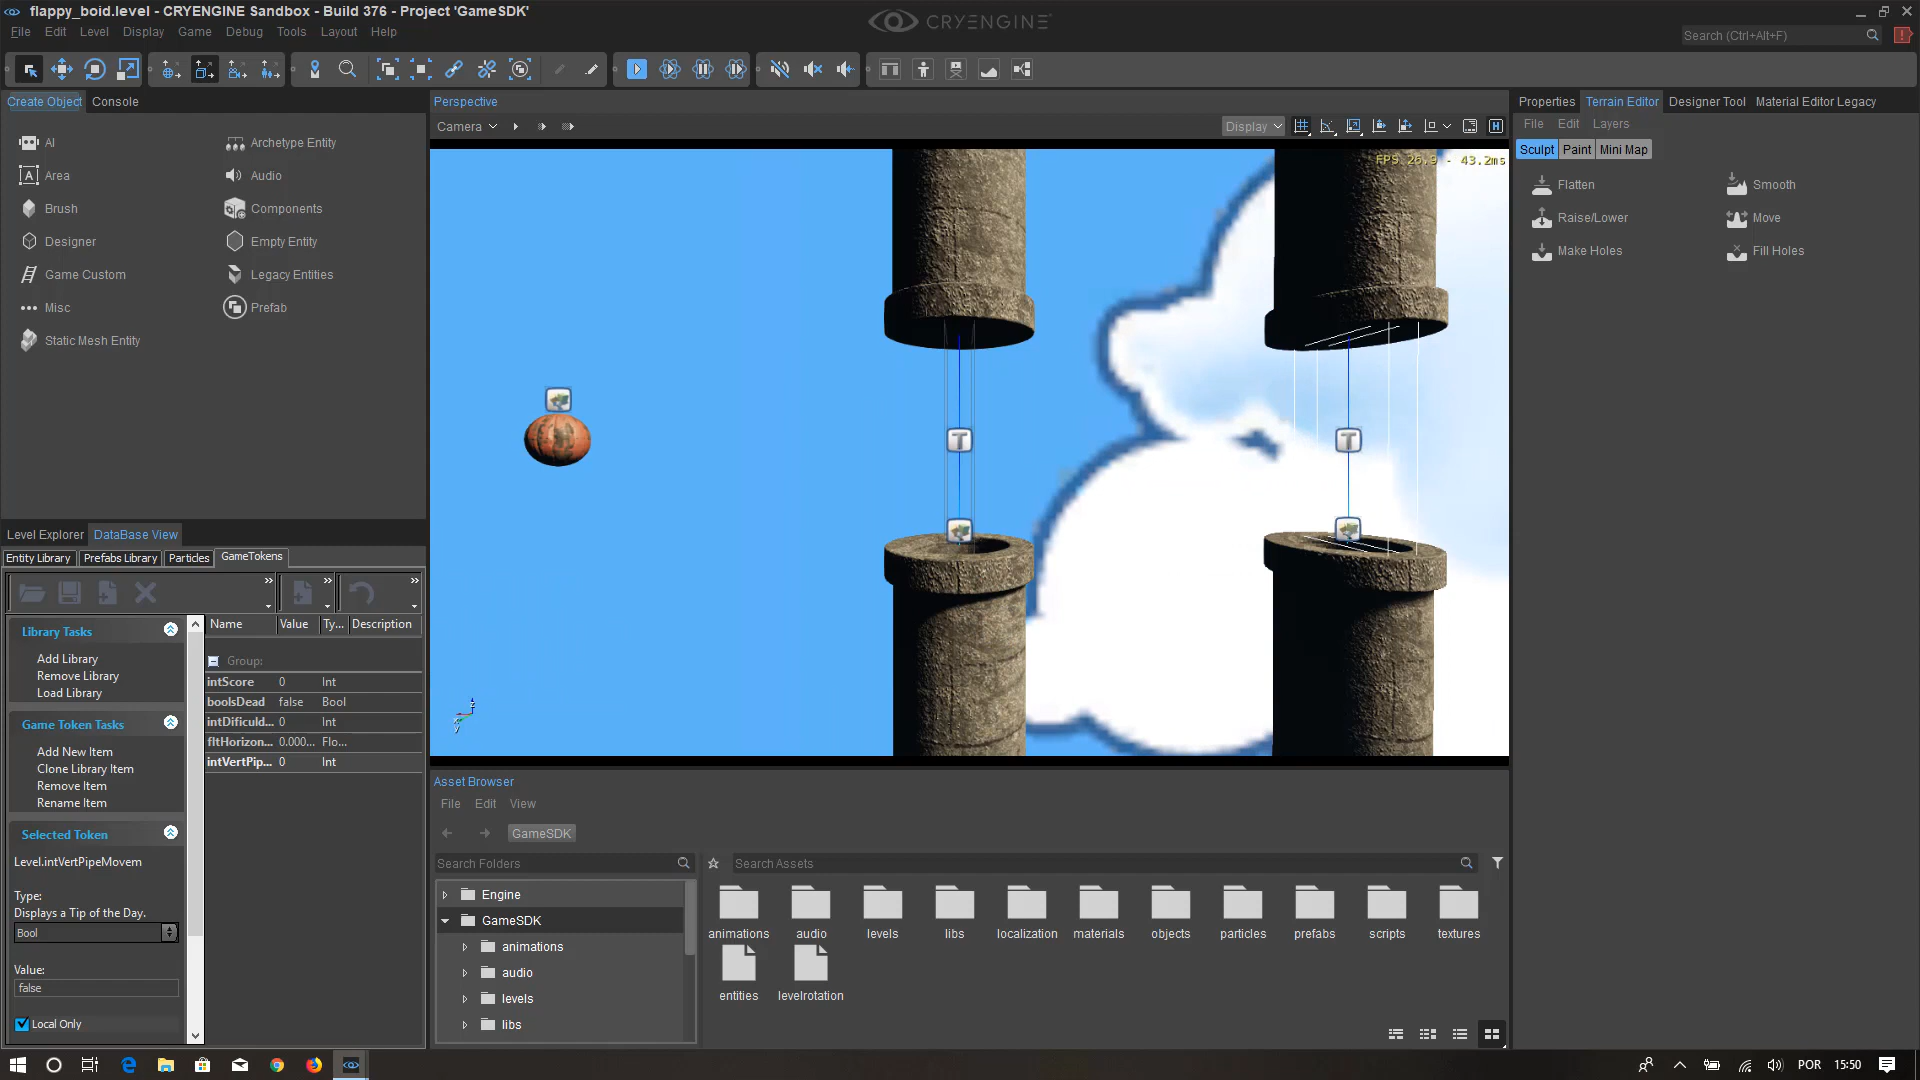 flappy_boid.level - CRYENGINE Sandbox - Build 376 - Project 'GameSDK'
CRYENGINE
File Edit Level Display Game Debug Tools Layout Help
Search (Ctrl+Alt+F)
Create Object Console
AI
Archetype Entity
Area
Audio
Brush
Components
Designer
Empty Entity
Game Custom
Legacy Entities
Misc
Prefab
Static Mesh Entity
Perspective
Camera
Display
FPS 26.9 - 43.2ms
T
T
z
y
Properties Terrain Editor Designer Tool Material Editor Legacy
File Edit Layers
Sculpt Paint Mini Map
Flatten
Smooth
Raise/Lower
Move
Make Holes
Fill Holes
Level Explorer DataBase View
Entity Library Prefabs Library Particles GameTokens
Library Tasks
Add Library
Remove Library
Load Library
Game Token Tasks
Add New Item
Clone Library Item
Remove Item
Rename Item
Selected Token
Level.intVertPipeMovem
Type:
Displays a Tip of the Day.
Bool
Value:
false
Local Only
Name Value Ty... Description
Group:
intScore 0 Int
boolsDead false Bool
intDificuld... 0 Int
fltHorizon... 0.000... Flo...
intVertPip... 0 Int
Asset Browser
File Edit View
GameSDK
Search Folders
Search Assets
Engine
GameSDK
animations
audio
levels
libs
animations audio levels libs localization materials objects particles prefabs scripts textures
entities levelrotation
POR 15:50